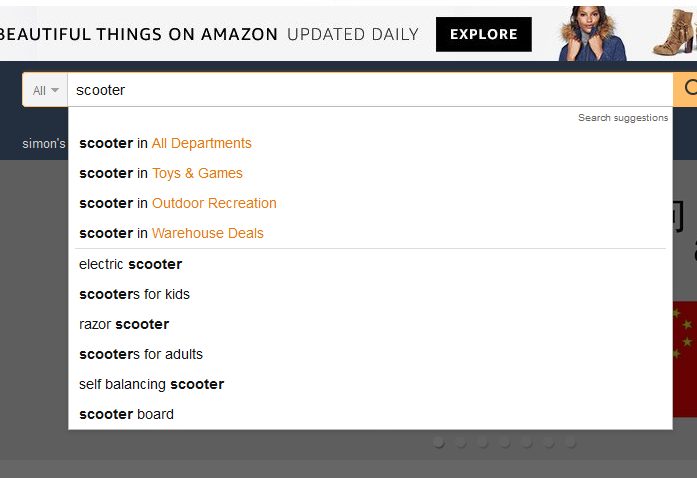 BEAUTIFUL THINGS ON AMAZON UPDATED DAILY EXPLORE
All scooter
Search suggestions
simon's
scooter in All Departments
scooter in Toys & Games
scooter in Outdoor Recreation
scooter in Warehouse Deals
electric scooter
scooters for kids
razor scooter
scooters for adults
self balancing scooter
scooter board